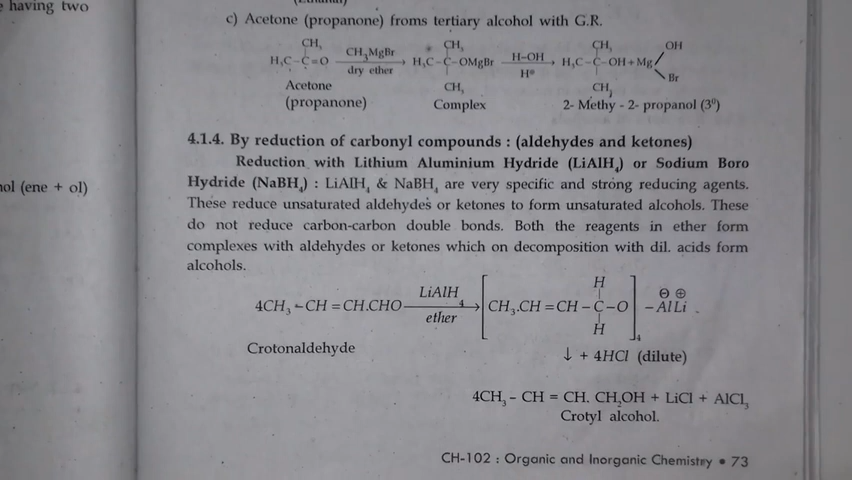 e having two
nol (ene + ol)
c) Acetone (propanone) froms tertiary alcohol with G.R.
CH₃ CH₃ CH₃ OH
H₃C–C=O CH₃MgBr dry ether → H₃C–C–OMgBr H–OH H⊕ → H₃C–C–OH+Mg Br
CH₃ CH₃
Acetone
(propanone) Complex 2- Methy - 2- propanol (3⁰)
4.1.4. By reduction of carbonyl compounds : (aldehydes and ketones)
Reduction with Lithium Aluminium Hydride (LiAlH₄) or Sodium Boro
Hydride (NaBH₄) : LiAlH₄ & NaBH₄ are very specific and strong reducing agents.
These reduce unsaturated aldehydes or ketones to form unsaturated alcohols. These
do not reduce carbon-carbon double bonds. Both the reagents in ether form
complexes with aldehydes or ketones which on decomposition with dil. acids form
alcohols.
H
4CH₃ – CH = CH.CHO LiAlH₄ ether → [CH₃.CH = CH – C – O]₄ – Al Li ⊖ ⊕
H
Crotonaldehyde ↓ + 4HCl (dilute)
4CH₃ - CH = CH. CH₂OH + LiCl + AlCl₃
Crotyl alcohol.
CH-102 : Organic and Inorganic Chemistry • 73